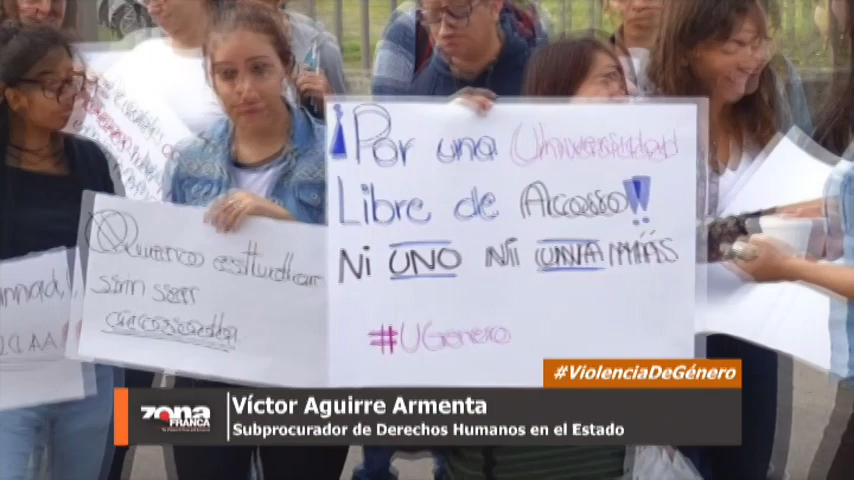 ¡Por una Universidad
Libre de Acoso!!
Ni UNO Ni UNA MÁS
#UGenero
Quiero estudiar
sin ser
acosada
#ViolenciaDeGénero
ZONA
FRANCA
Víctor Aguirre Armenta
Subprocurador de Derechos Humanos en el Estado